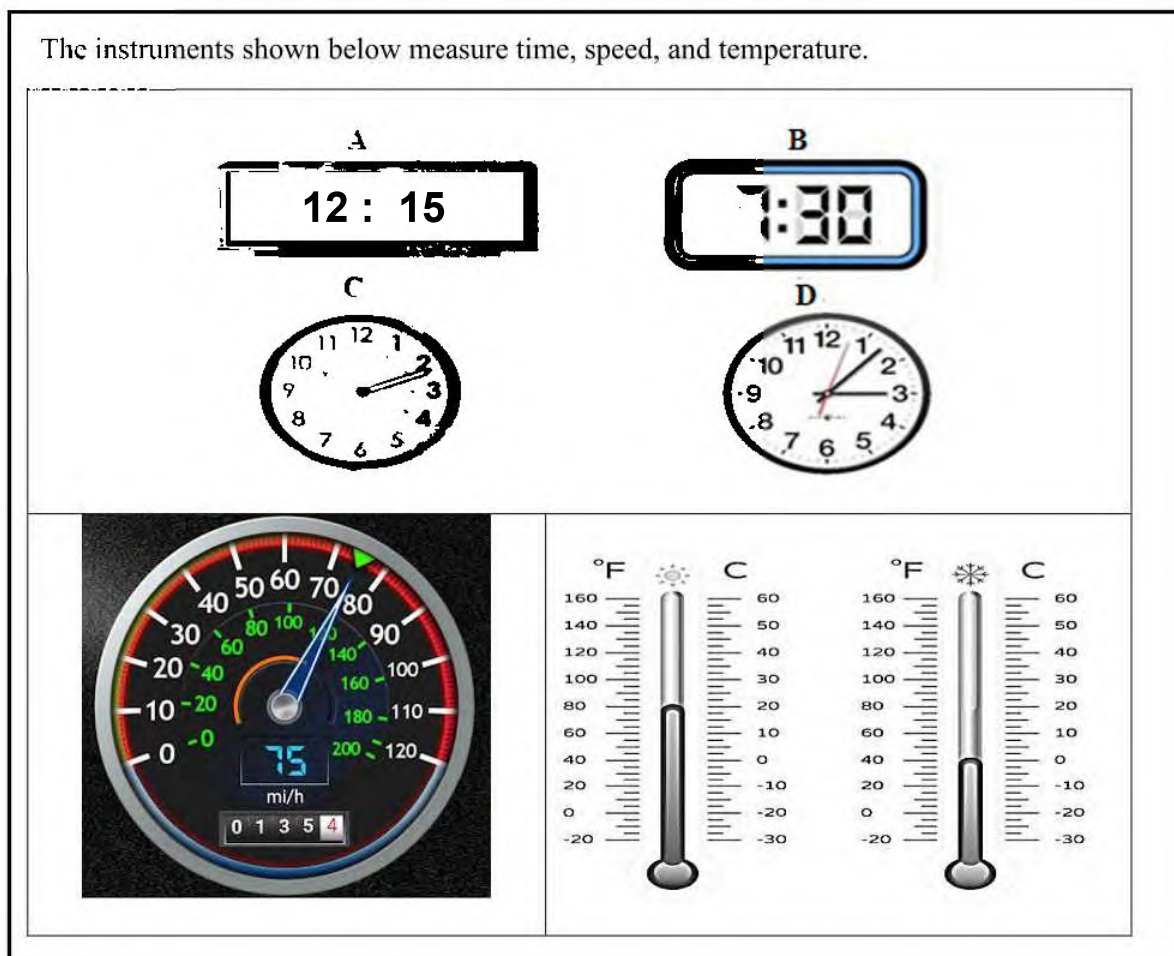 The instruments shown below measure time, speed, and temperature.
A
B
12 : 15
7:30
C
D
12
11 1
10 2
9 3
8 4
7 5
6
11 12 1
10 2
9 3
8 4
7 6 5
0 10 20 30 40 50 60 70 80 90 100 110 120
0 20 40 60 80 100 140 160 180 200
75
mi/h
0 1 3 5 4
°F C
160 60
140 50
120 40
100 30
80 20
60 10
40 0
20 -10
0 -20
-20 -30
°F C
160 60
140 50
120 40
100 30
80 20
60 10
40 0
20 -10
0 -20
-20 -30